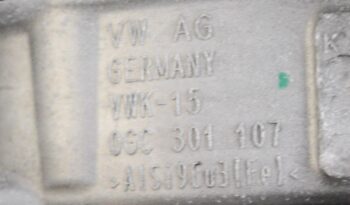 VW AG
GERMANY
VWK-15
0GC 301 107
>AlSi9Cu3(Fe)<
K